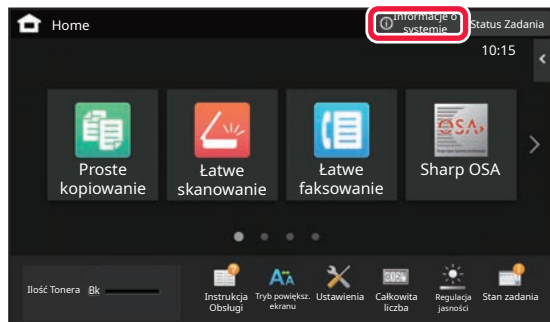 Home
Informacje o
systemie
Status Zadania
10:15
Proste
kopiowanie
Łatwe
skanowanie
Łatwe
faksowanie
OSA
Sharp OSA
Ilość Tonera Bk
Instrukcja
Obsługi
Tryb powiększ.
ekranu
Ustawienia
Całkowita
liczba
Regulacja
jasności
Stan zadania